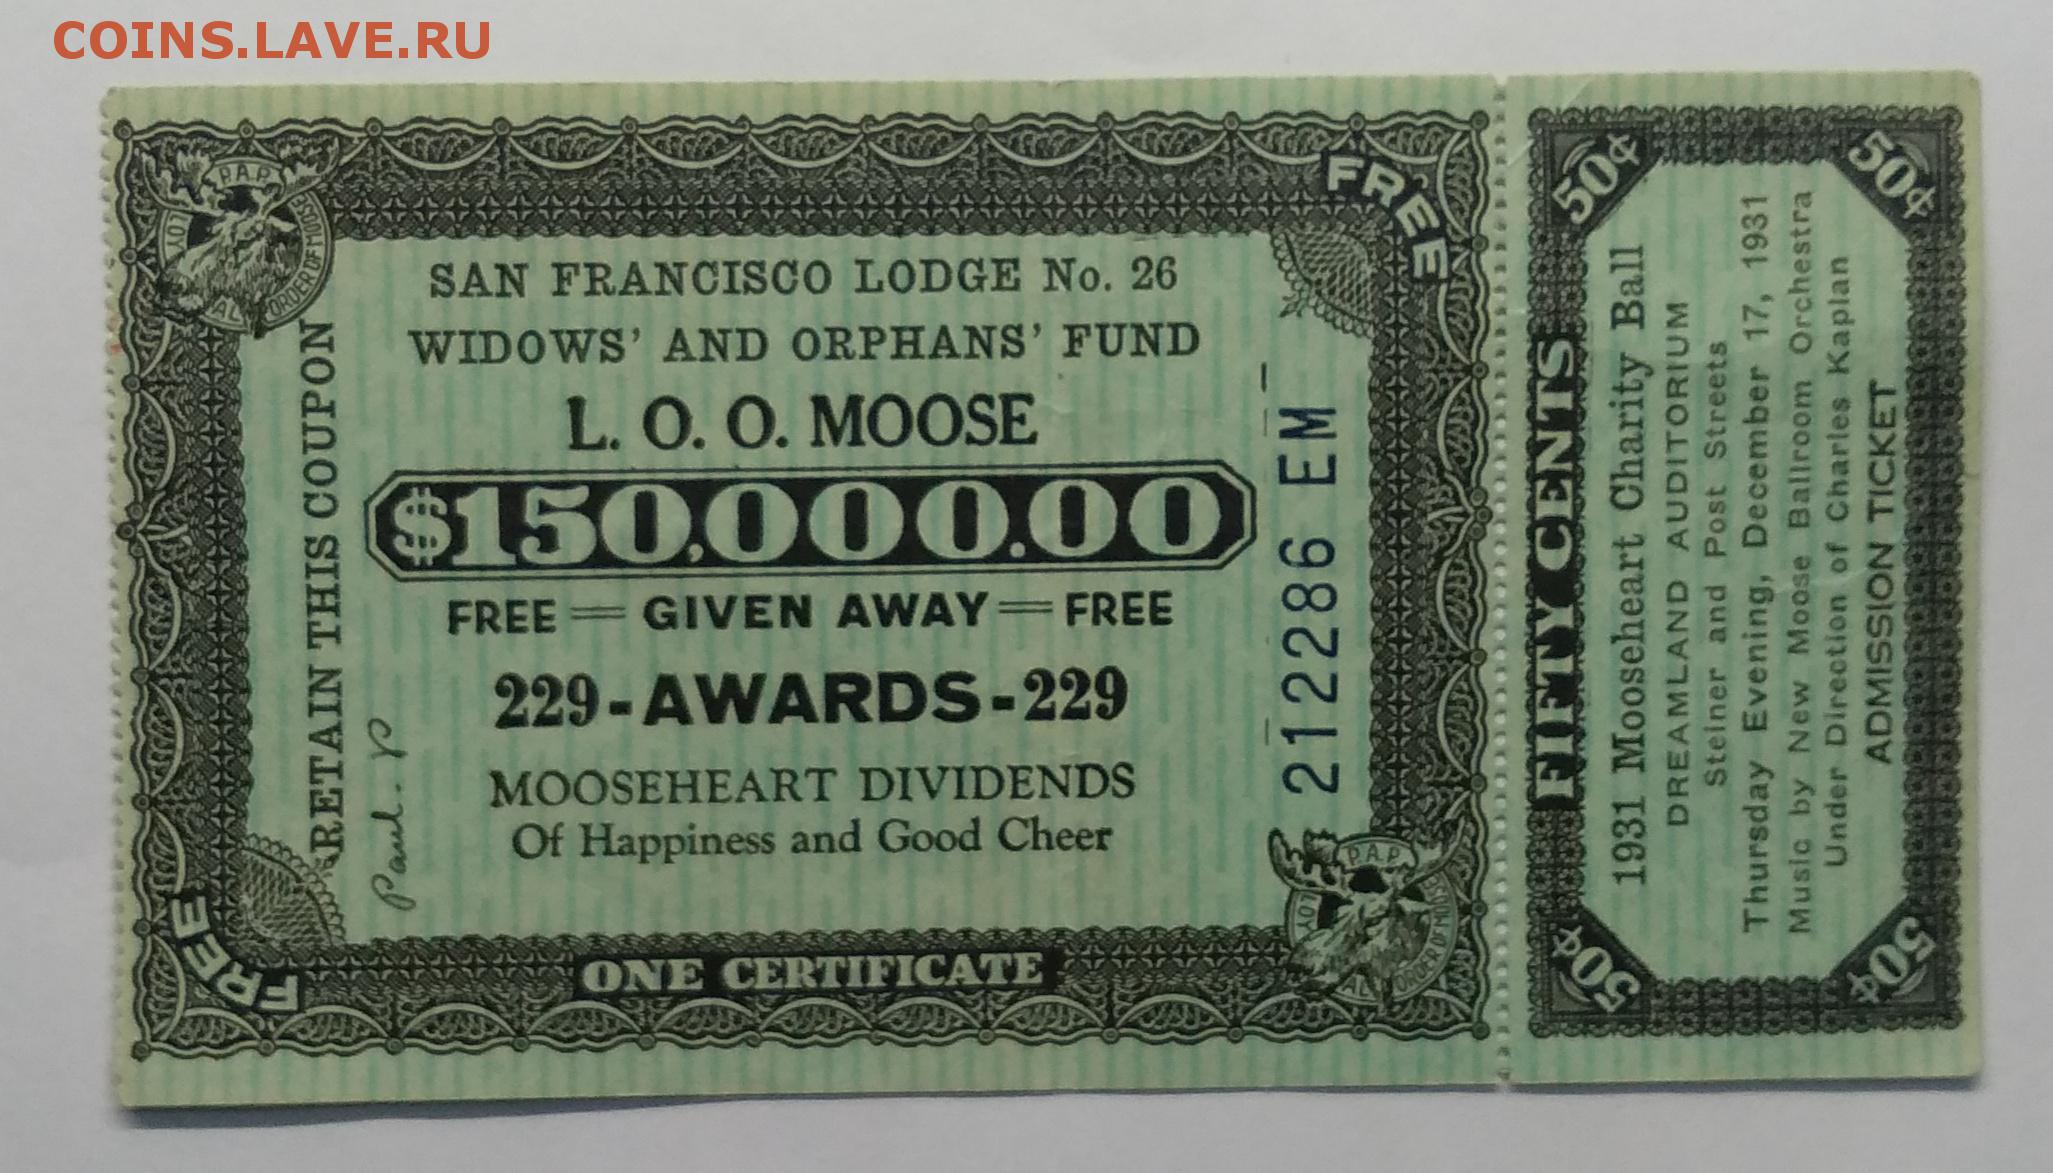 COINS.LAVE.RU
P.A.P.
LOYAL ORDER OF MOOSE
FREE
SAN FRANCISCO LODGE No. 26
WIDOWS' AND ORPHANS' FUND
L. O. O. MOOSE
$150,000.00
FREE = GIVEN AWAY = FREE
229-AWARDS-229
MOOSEHEART DIVIDENDS
Of Happiness and Good Cheer
RETAIN THIS COUPON
Paul. P
212286 EM
FREE
ONE CERTIFICATE
P.A.P.
LOYAL ORDER OF MOOSE
50¢
50¢
FIFTY CENTS
1931 Mooseheart Charity Ball
DREAMLAND AUDITORIUM
Steiner and Post Streets
Thursday Evening, December 17, 1931
Music by New Moose Ballroom Orchestra
Under Direction of Charles Kaplan
ADMISSION TICKET
50¢
50¢